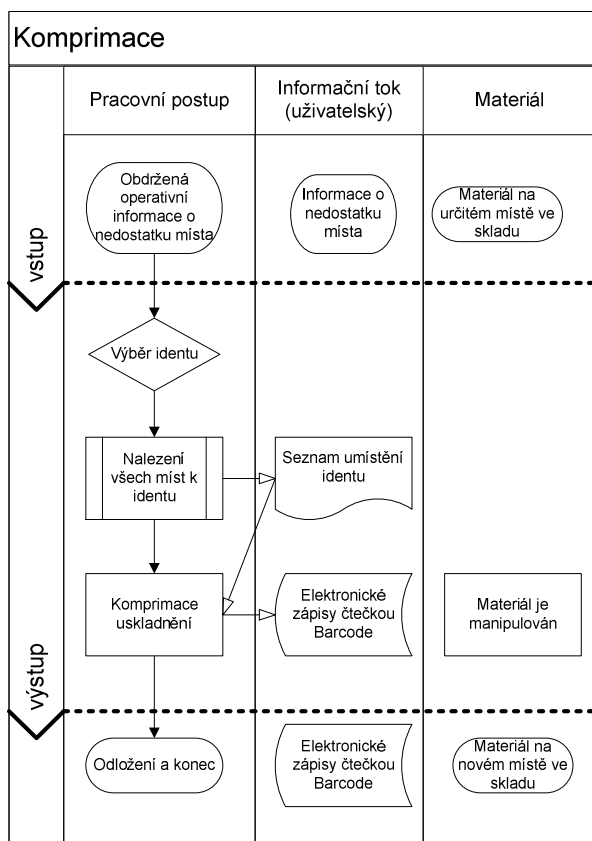 Komprimace
Pracovní postup
Informační tok
(uživatelský)
Materiál
vstup
Obdržená
operativní
informace o
nedostatku místa
Informace o
nedostatku
místa
Materiál na
určitém místě ve
skladu
Výběr identu
Nalezení
všech míst k
identu
Seznam umístění
identu
Komprimace
uskladnění
Elektronické
zápisy čtečkou
Barcode
Materiál je
manipulován
výstup
Odložení a konec
Elektronické
zápisy čtečkou
Barcode
Materiál na
novém místě ve
skladu